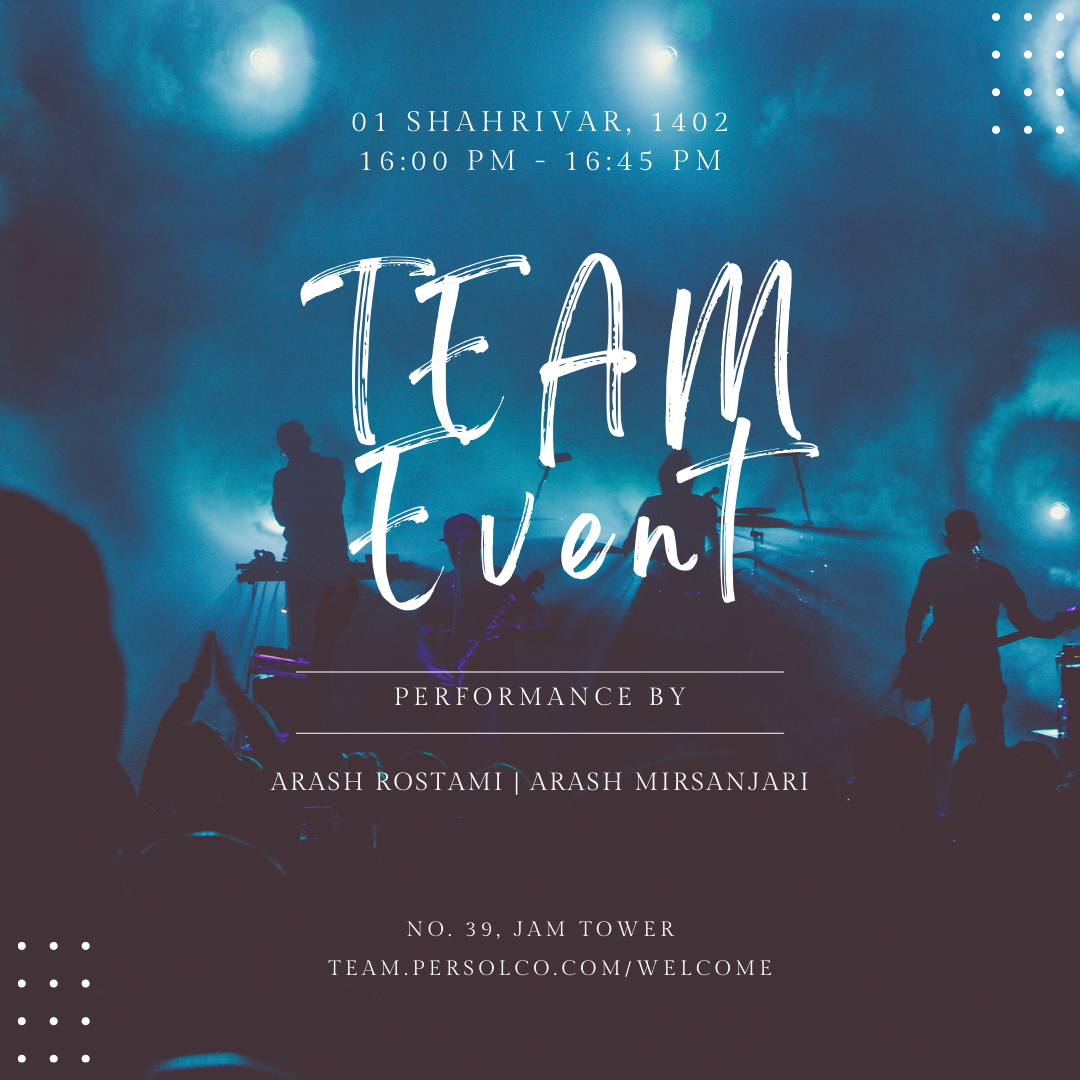 01 SHAHRIVAR, 1402
16:00 PM - 16:45 PM
TEAM
Event
PERFORMANCE BY
ARASH ROSTAMI | ARASH MIRSANJARI
NO. 39, JAM TOWER
TEAM.PERSOLCO.COM/WELCOME